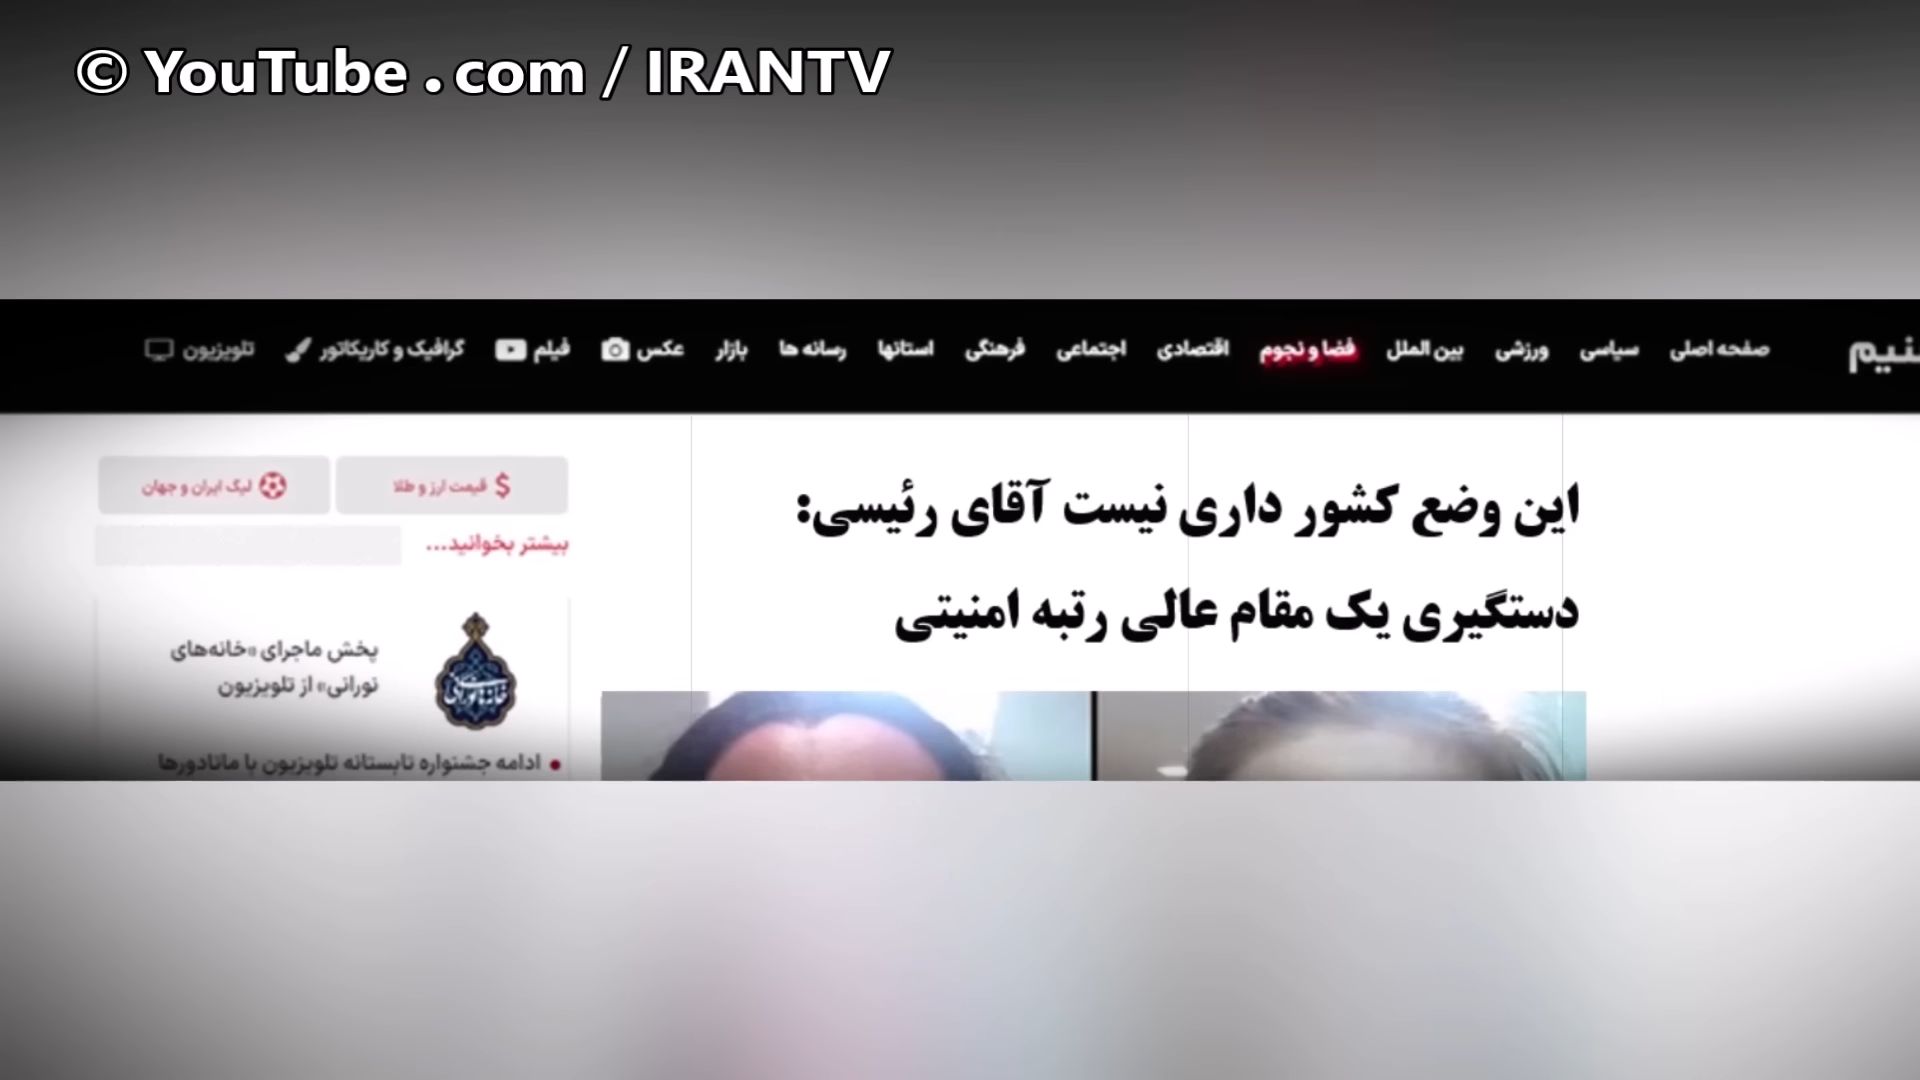 © YouTube . com / IRANTV
صفحه اصلی سیاسی ورزشی بین الملل فضا و نجوم اقتصادی اجتماعی فرهنگی استانها رسانه ها بازار عکس فیلم گرافیک و کاریکاتور تلویزیون
این وضع کشور داری نیست آقای رئیسی:
دستگیری یک مقام عالی رتبه امنیتی
$ قیمت ارز و طلا
لیگ ایران و جهان
بیشتر بخوانید...
پخش ماجرای «خانه‌های
نورانی» از تلویزیون
ادامه جشنواره تابستانه تلویزیون با ماتادورها